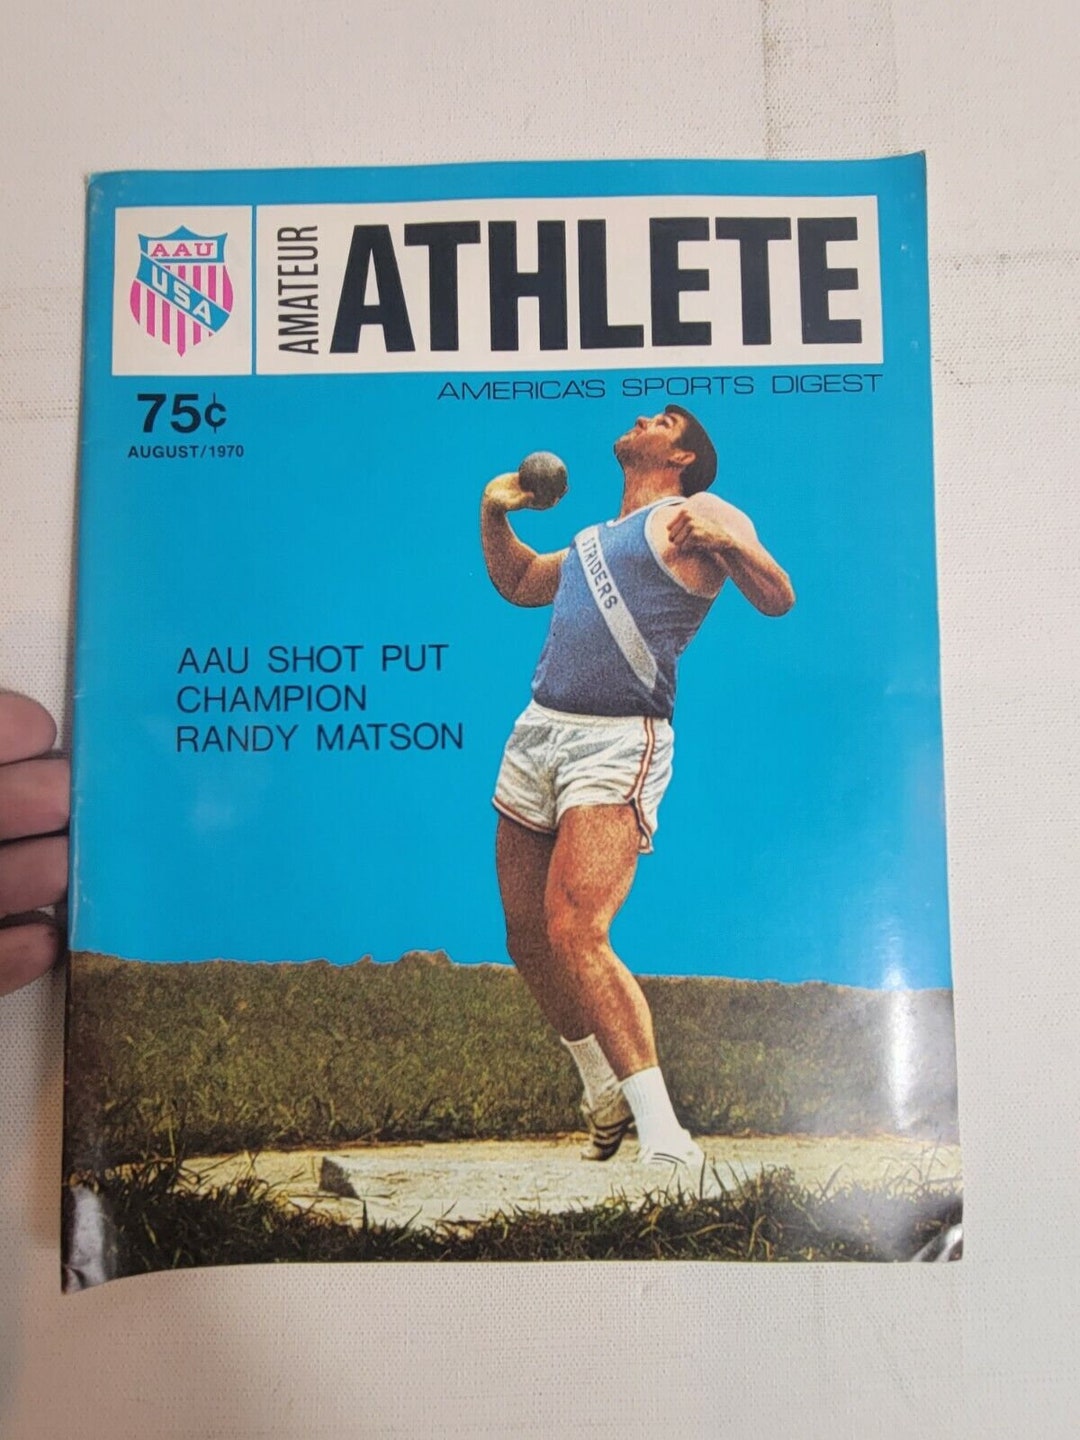 AAU
USA
AMATEUR
ATHLETE
AMERICA'S SPORTS DIGEST
75¢
AUGUST/1970
STRIDERS
AAU SHOT PUT
CHAMPION
RANDY MATSON